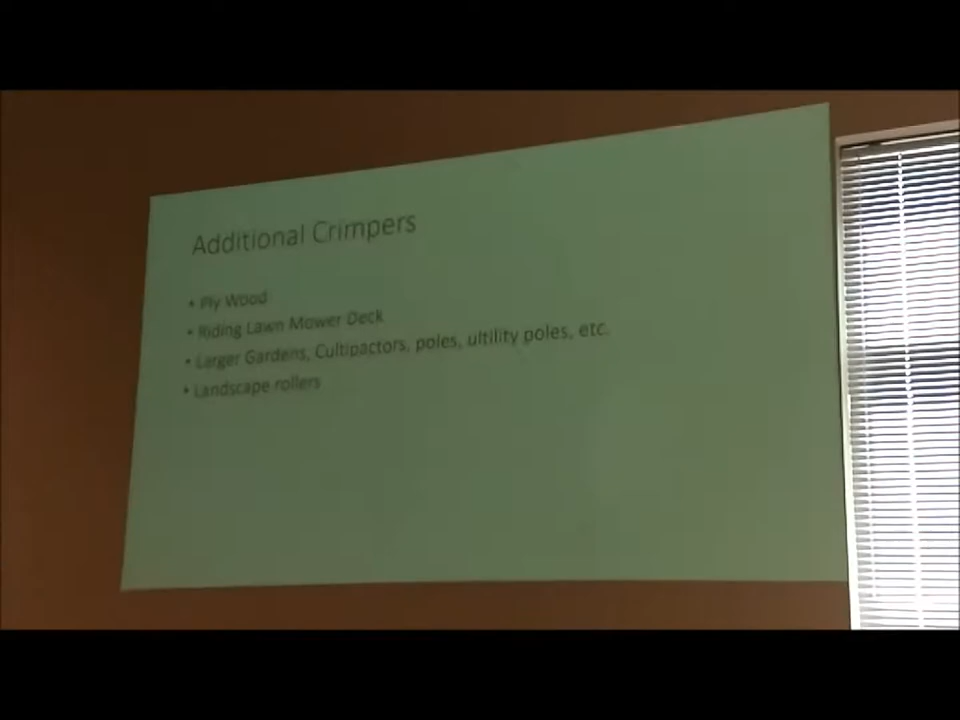 Additional Crimpers
• Ply Wood
• Riding Lawn Mower Deck
• Larger Gardens, Cultipactors, poles, ultility poles, etc.
• Landscape rollers